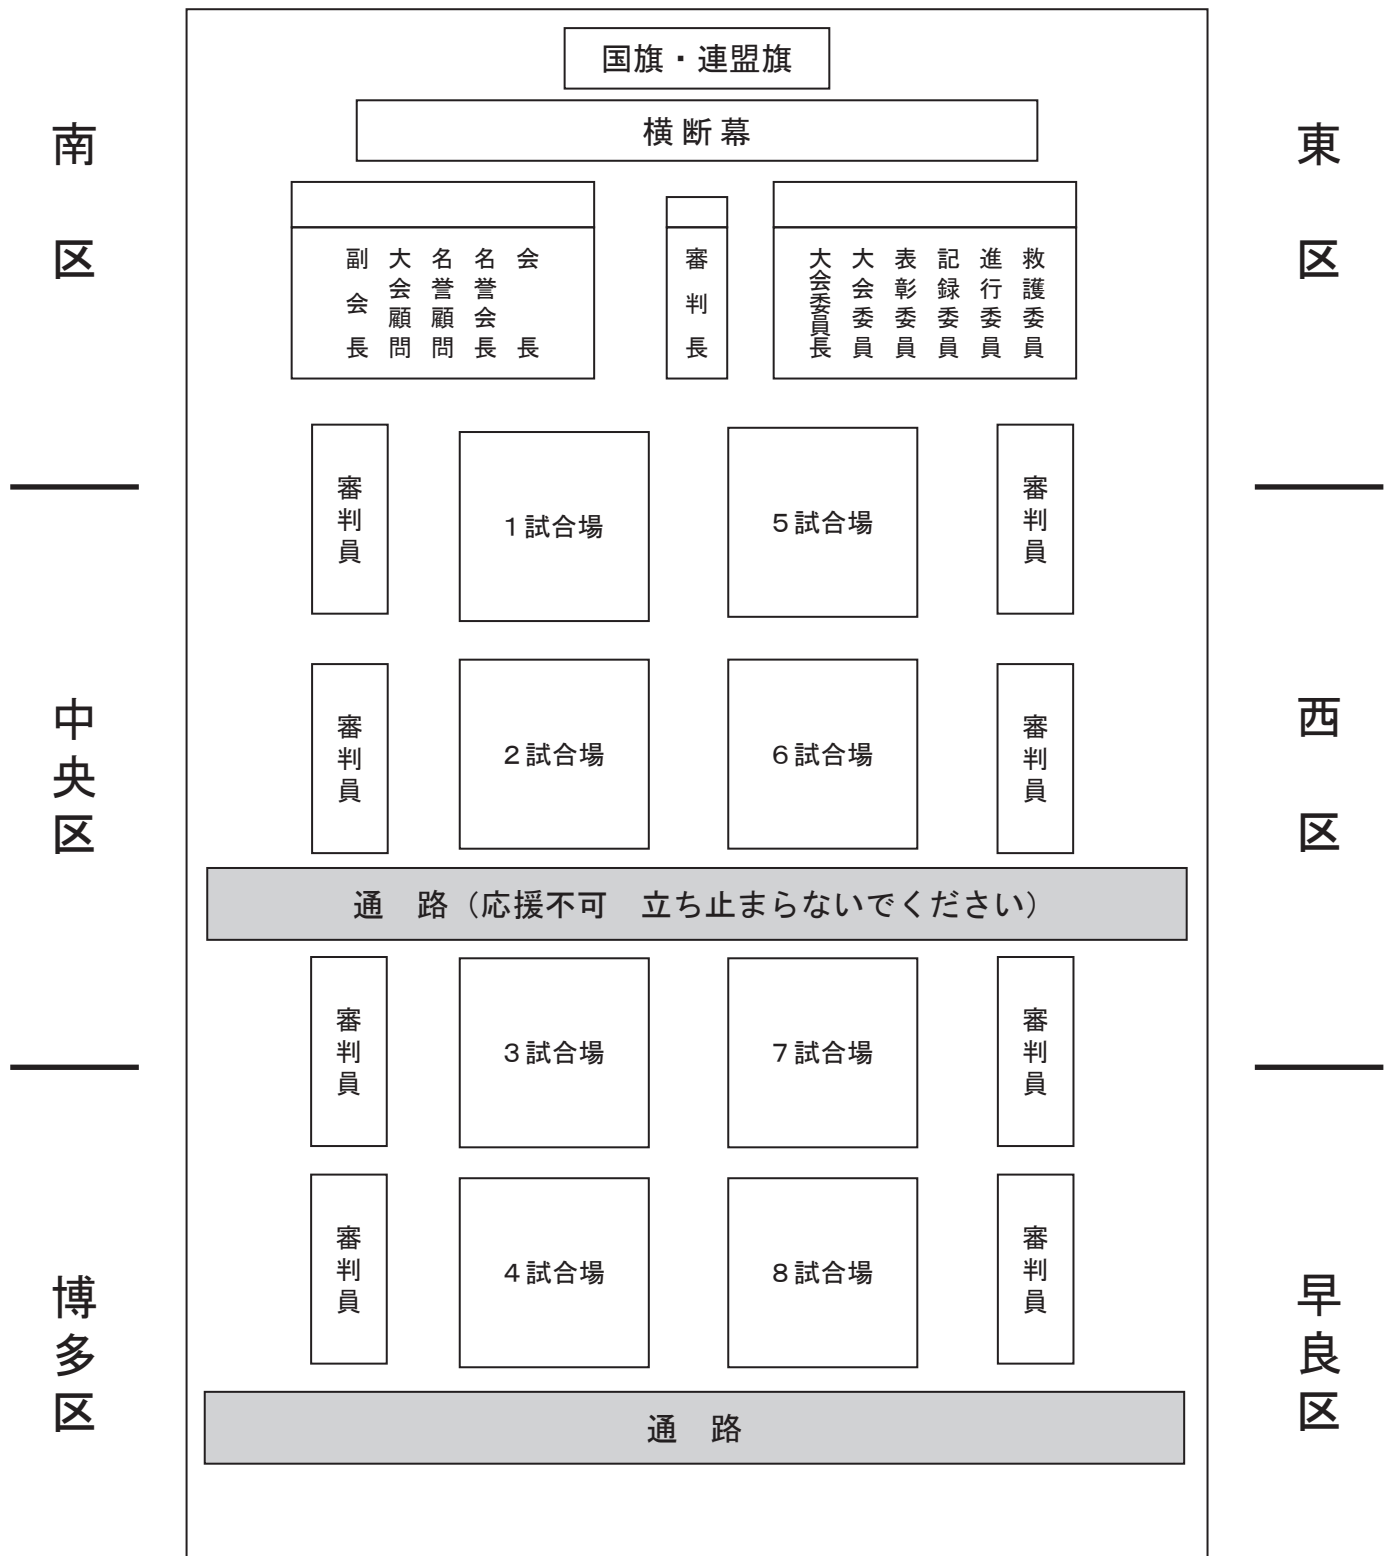 国旗・連盟旗
横断幕
南区
東区
副会長
大会顧問
名誉顧問
名誉会長
会長
審判長
大会委員長
大会委員
表彰委員
記録委員
進行委員
救護委員
審判員
1試合場
5試合場
審判員
中央区
西区
審判員
2試合場
6試合場
審判員
通　路（応援不可　立ち止まらないでください）
審判員
3試合場
7試合場
審判員
博多区
早良区
審判員
4試合場
8試合場
審判員
通　路